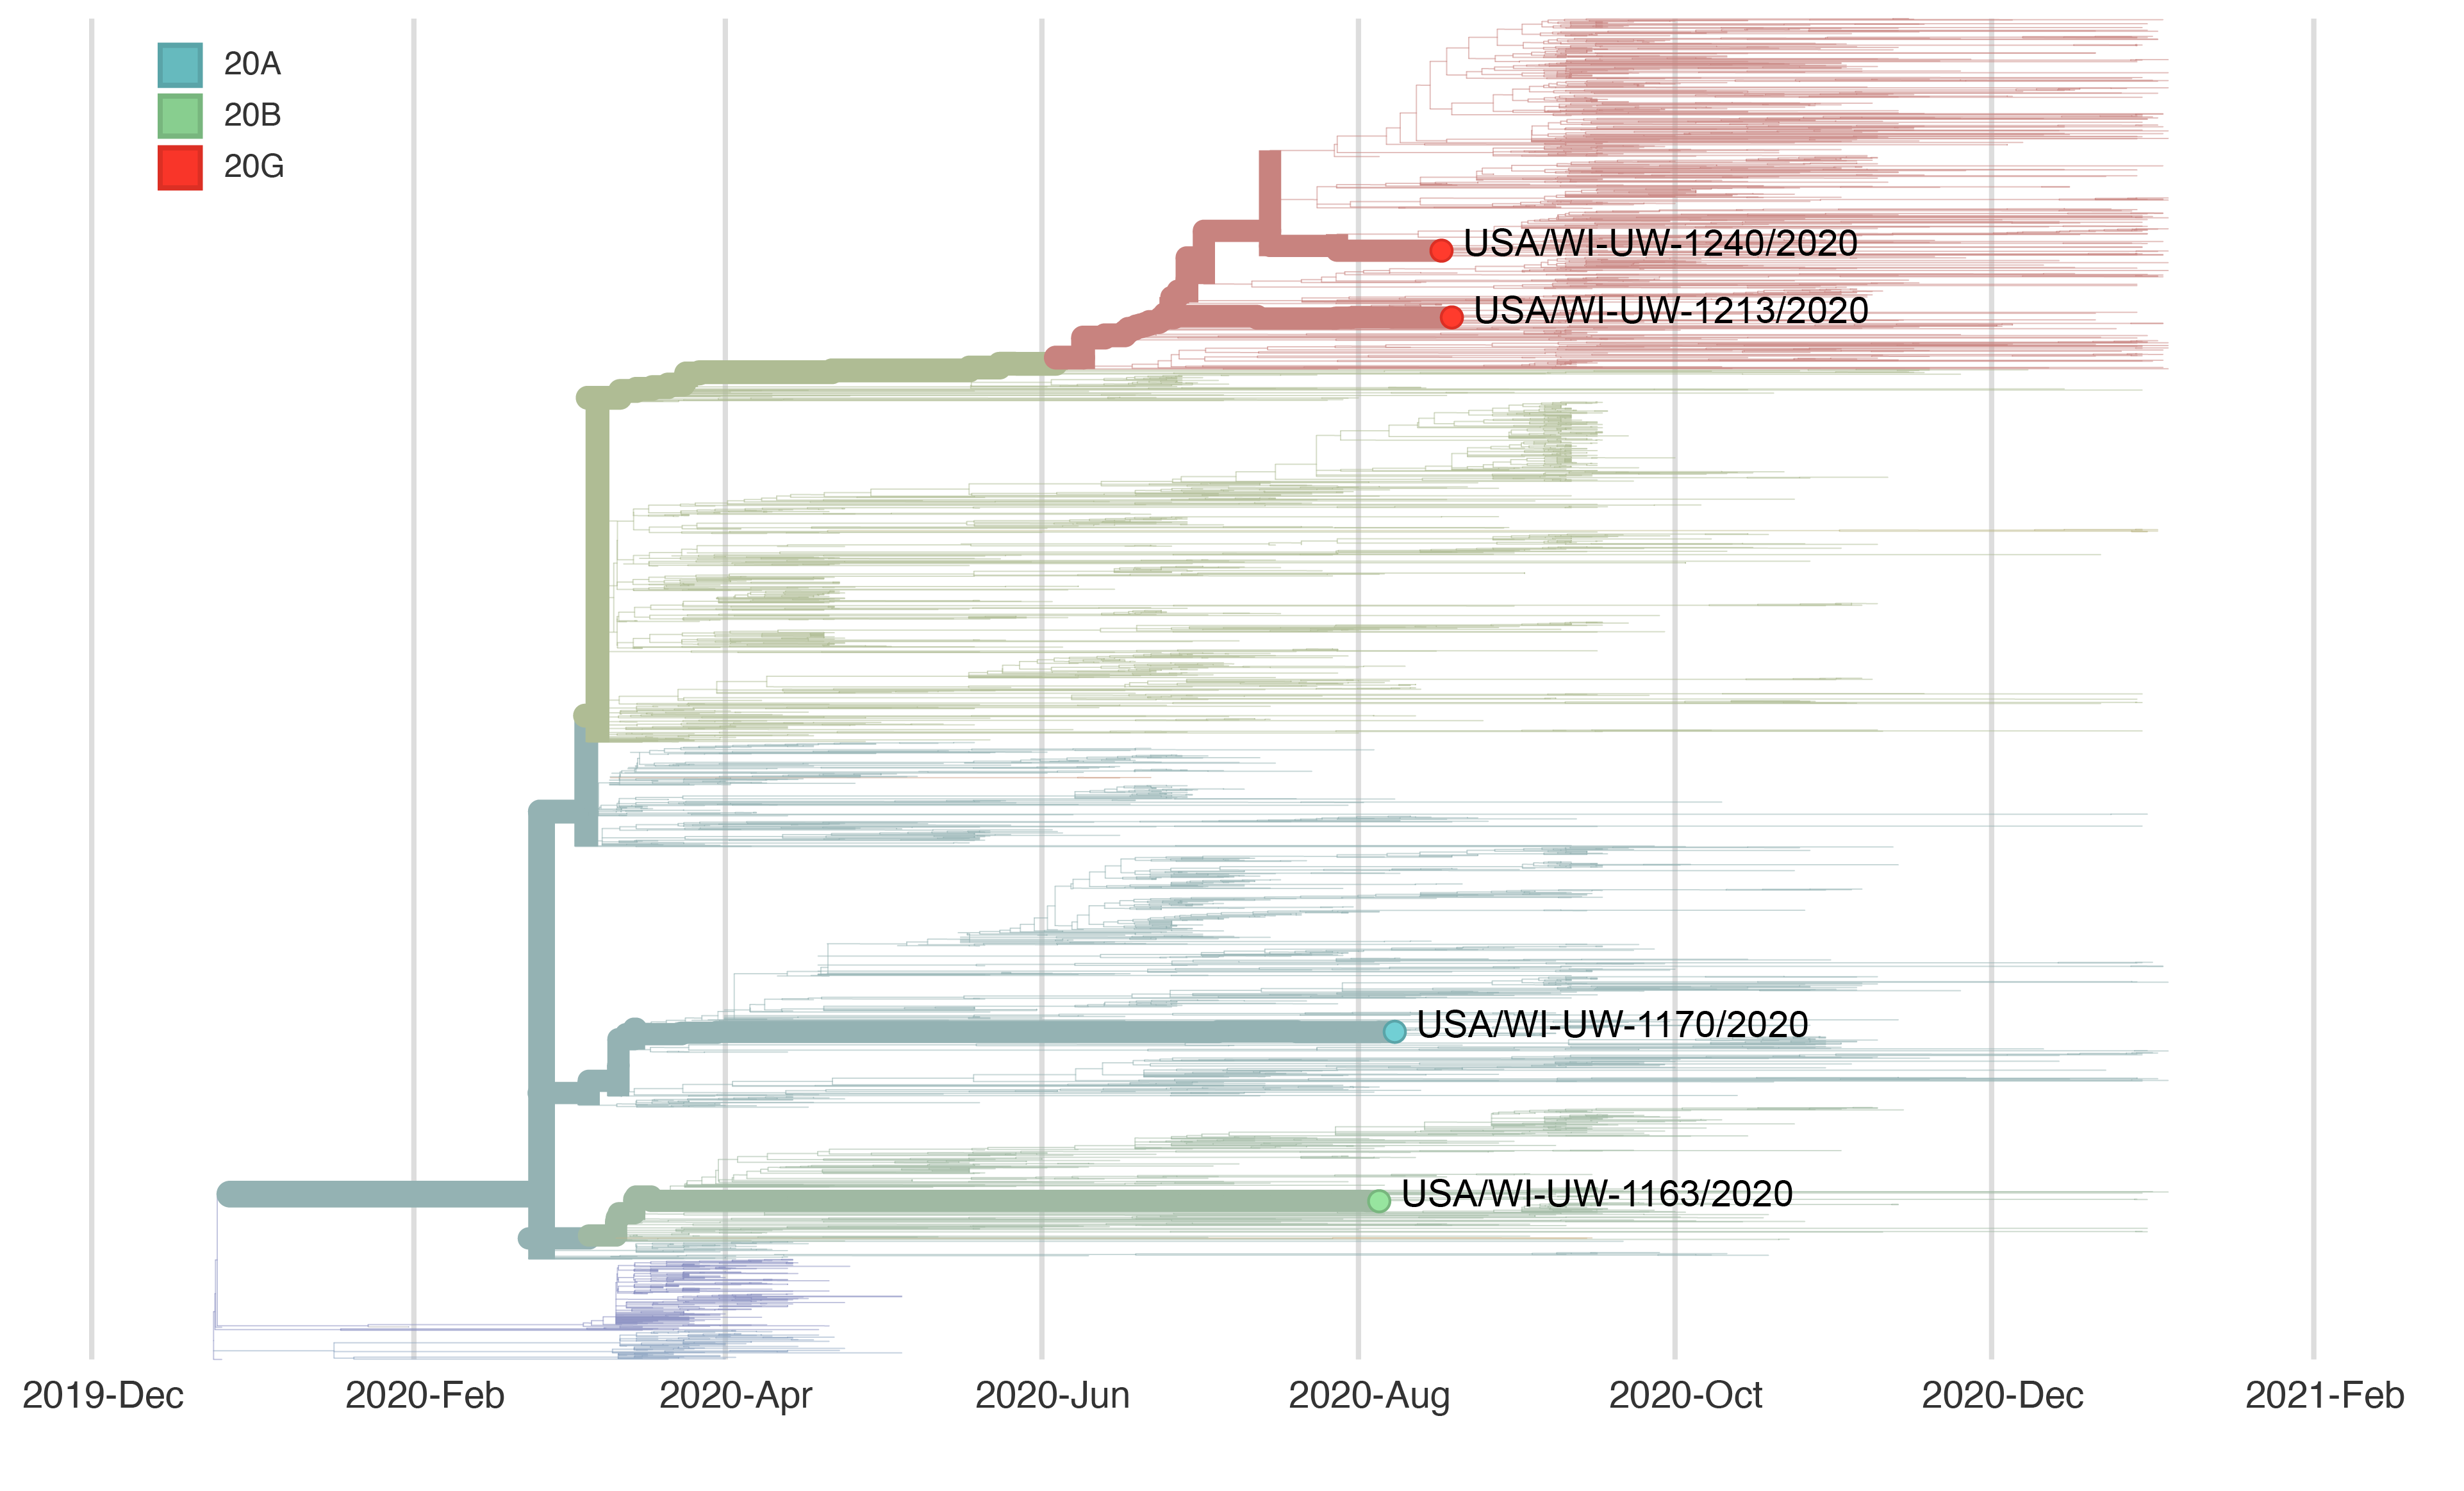 20A
20B
20G
USA/WI-UW-1240/2020
USA/WI-UW-1213/2020
USA/WI-UW-1170/2020
USA/WI-UW-1163/2020
2019-Dec 2020-Feb 2020-Apr 2020-Jun 2020-Aug 2020-Oct 2020-Dec 2021-Feb